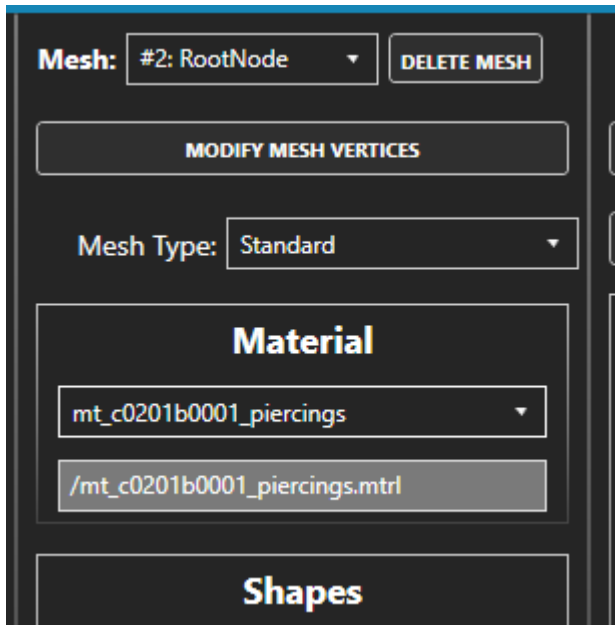 Mesh: #2: RootNode DELETE MESH
MODIFY MESH VERTICES
Mesh Type: Standard
Material
mt_c0201b0001_piercings
/mt_c0201b0001_piercings.mtrl
Shapes